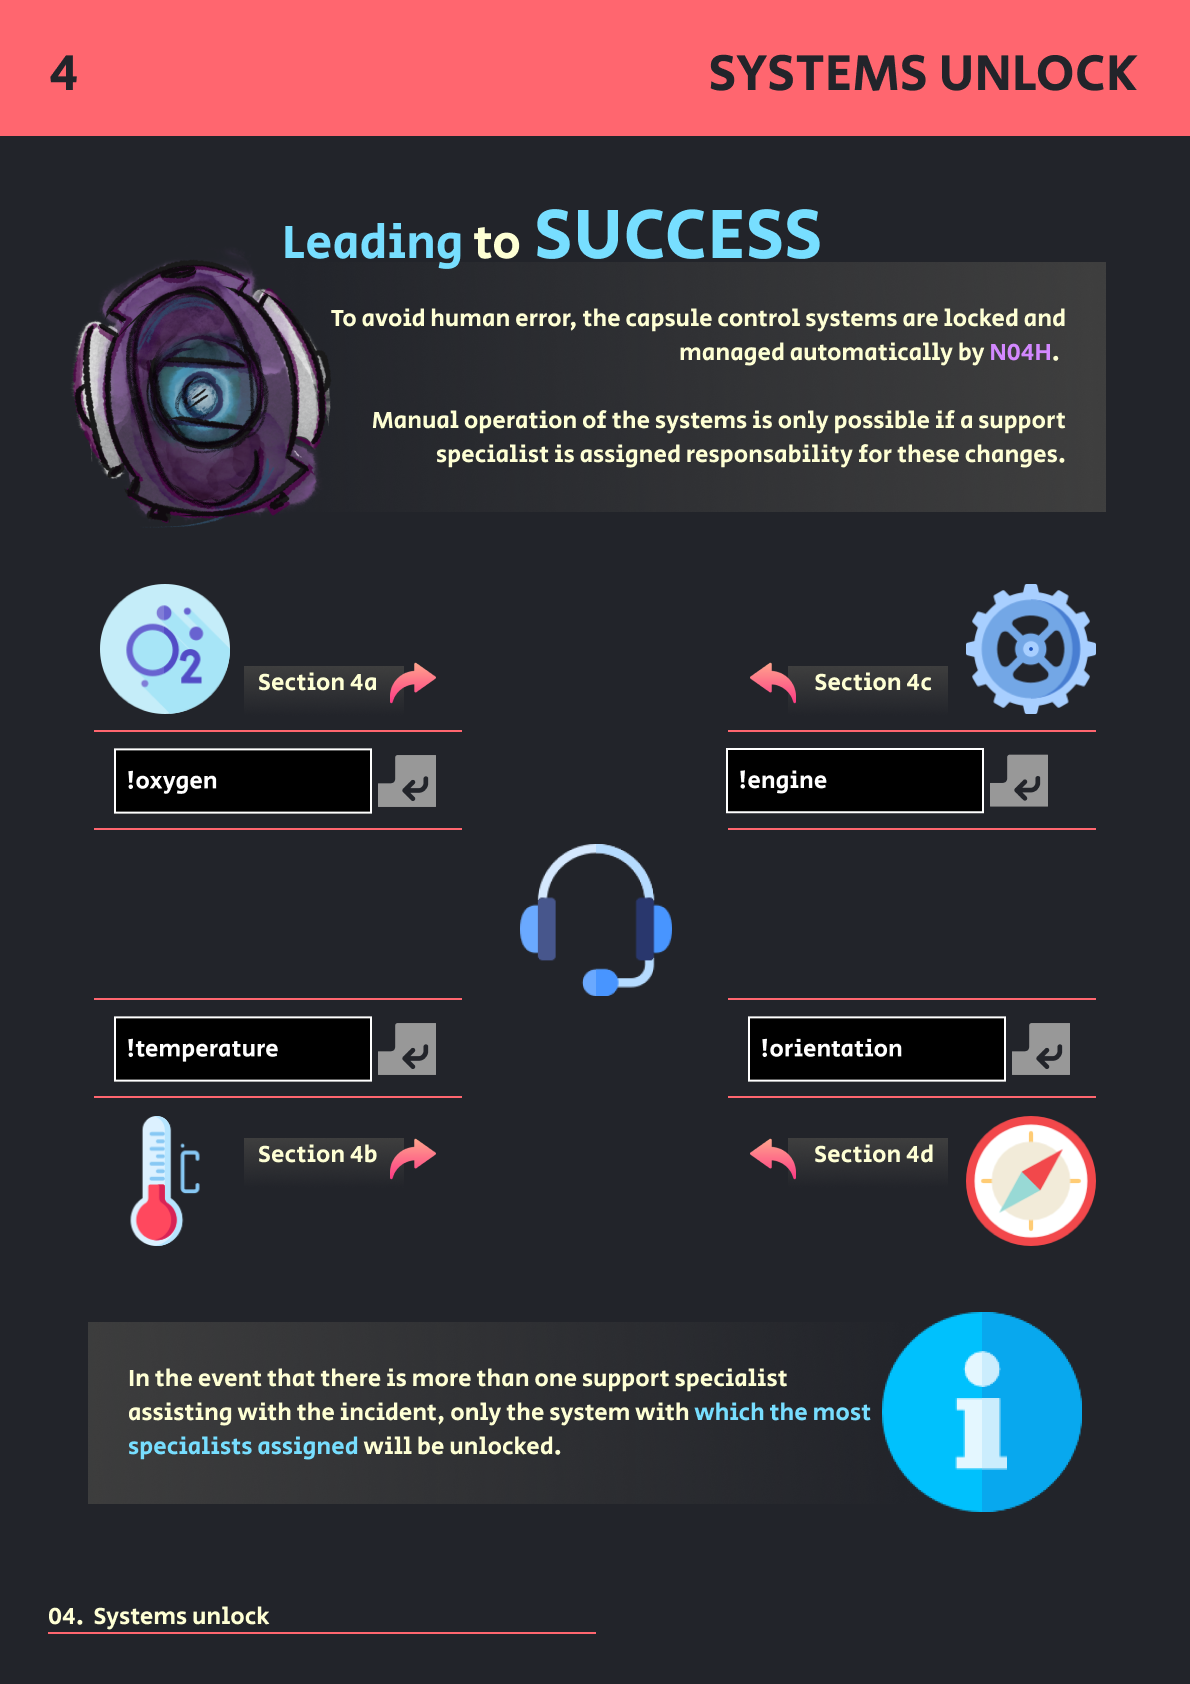 4
SYSTEMS UNLOCK
Leading to SUCCESS
To avoid human error, the capsule control systems are locked and
managed automatically by N04H.
Manual operation of the systems is only possible if a support
specialist is assigned responsability for these changes.
O2
Section 4a
Section 4c
!oxygen
!engine
!temperature
!orientation
C
Section 4b
Section 4d
In the event that there is more than one support specialist
assisting with the incident, only the system with which the most
specialists assigned will be unlocked.
i
04. Systems unlock